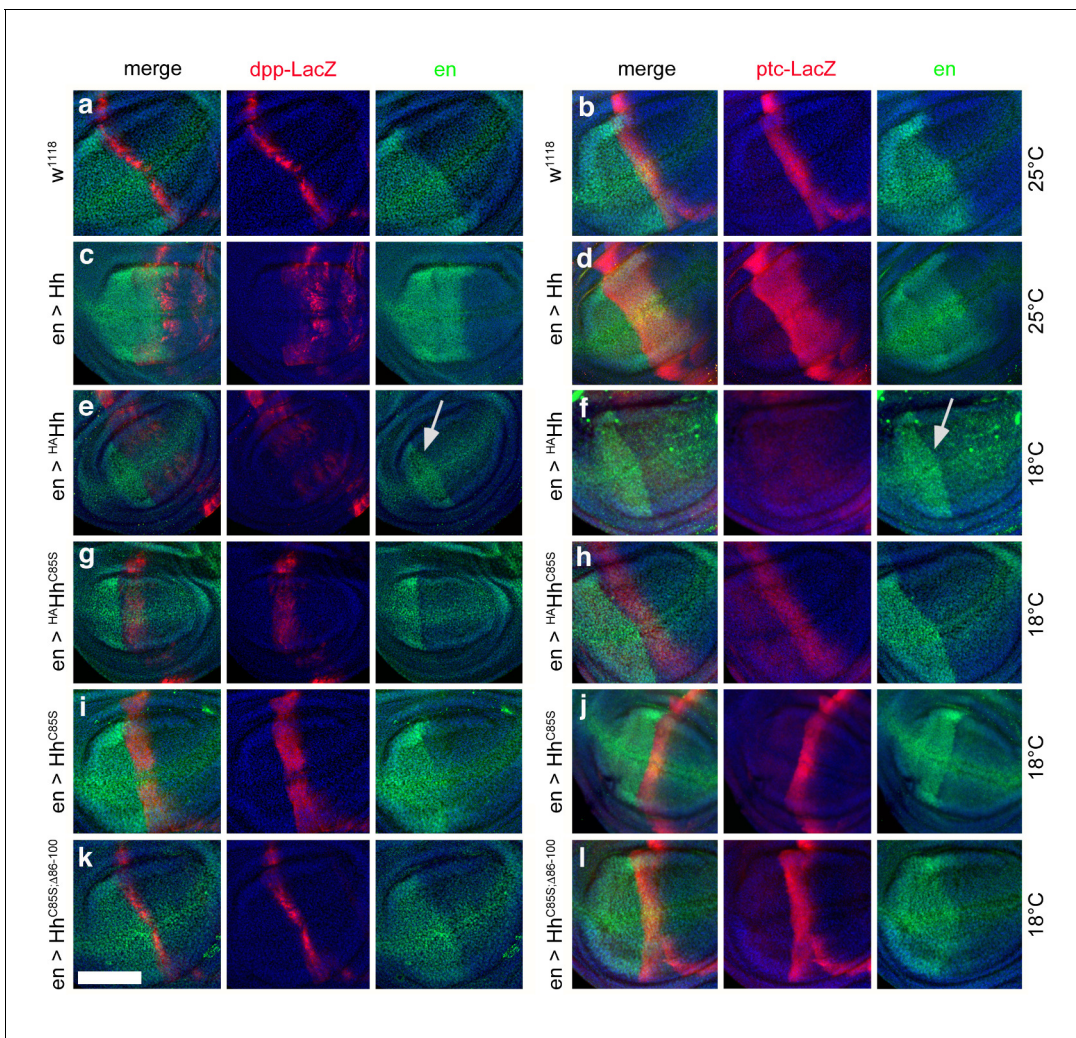 merge dpp-LacZ en merge ptc-LacZ en
w1118 a b w1118 25°C
en > Hh c d en > Hh 25°C
en > HAHh e f en > HAHh 18°C
en > HAHhC85S g h en > HAHhC85S 18°C
en > HhC85S i j en > HhC85S 18°C
en > HhC85S;Δ86-100 k l en > HhC85S;Δ86-100 18°C